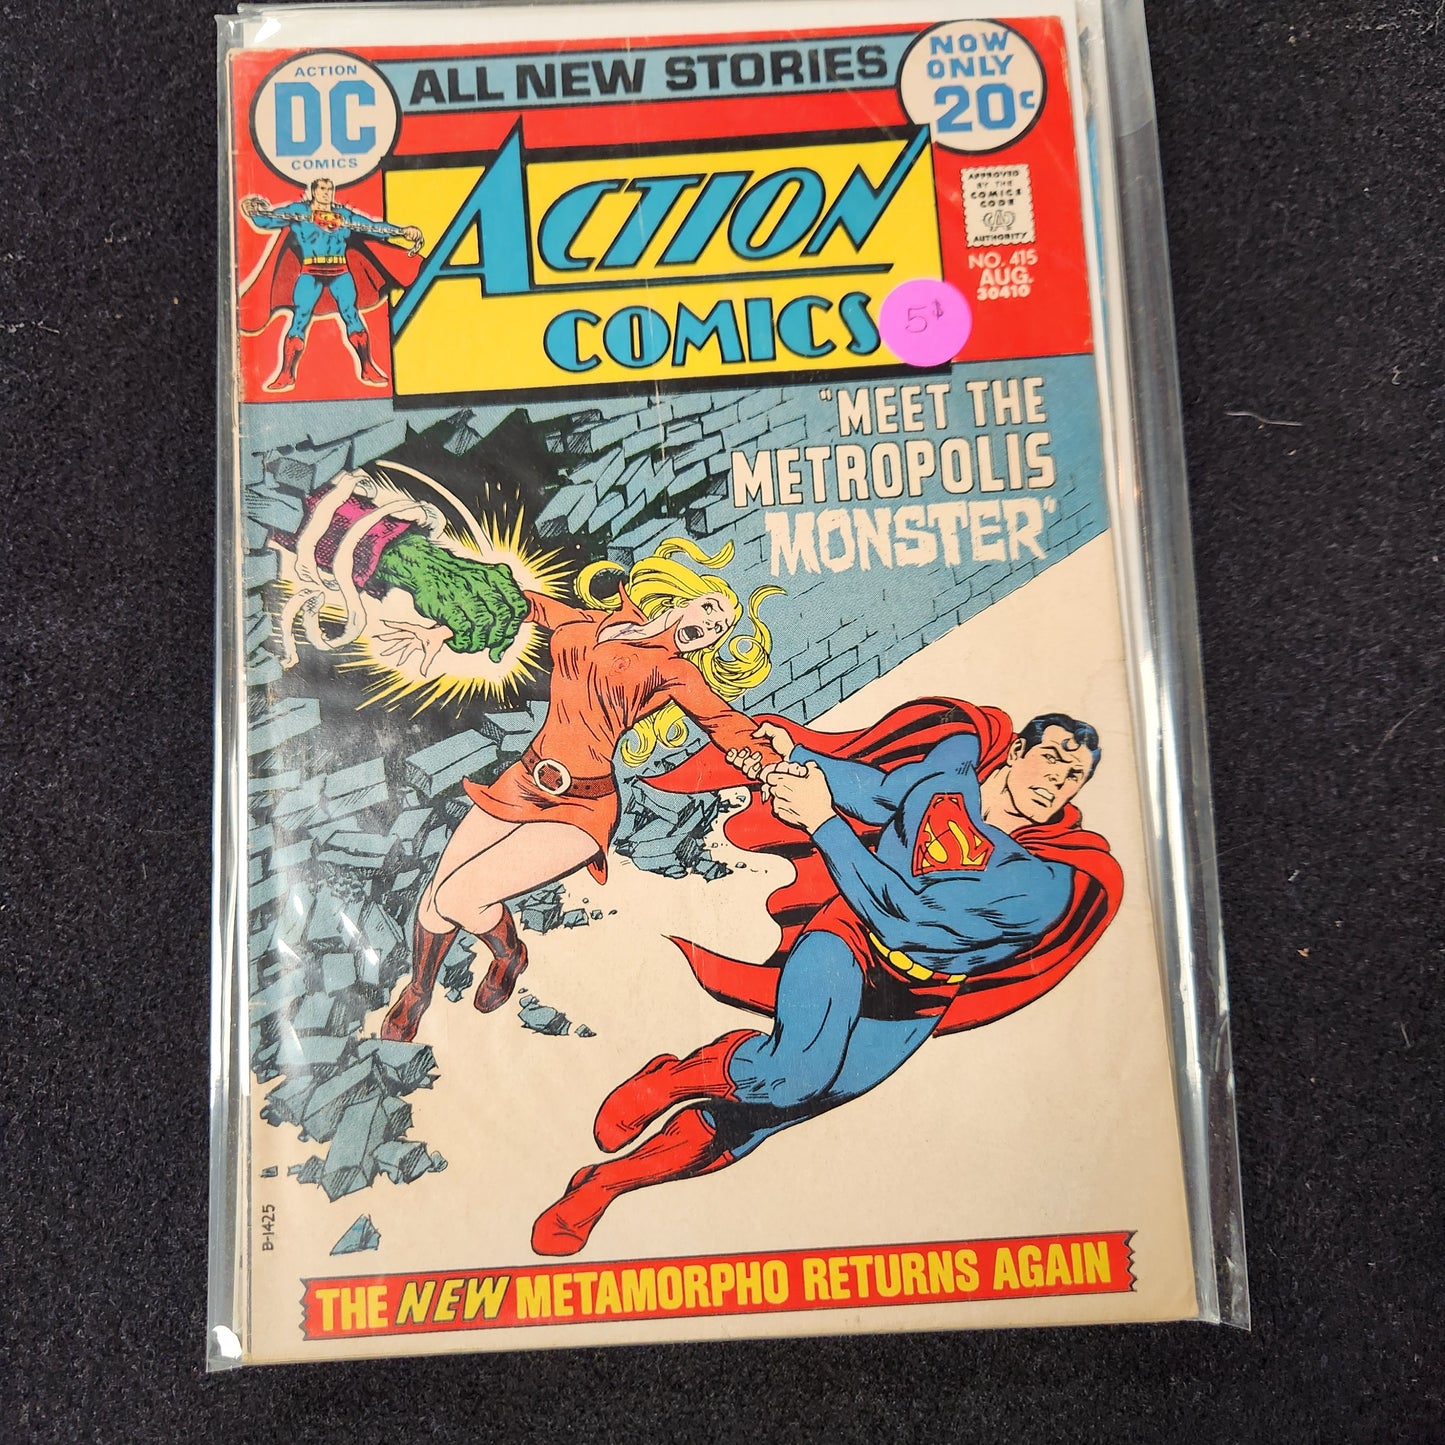 ALL NEW STORIES
ACTION
DC
COMICS
NOW
ONLY
20¢
ACTION
COMICS
APPROVED
BY THE
COMICS
CODE
CA
AUTHORITY
NO. 415
AUG.
30410
5$
"MEET THE
METROPOLIS
MONSTER"
S
B-1425
THE NEW METAMORPHO RETURNS AGAIN